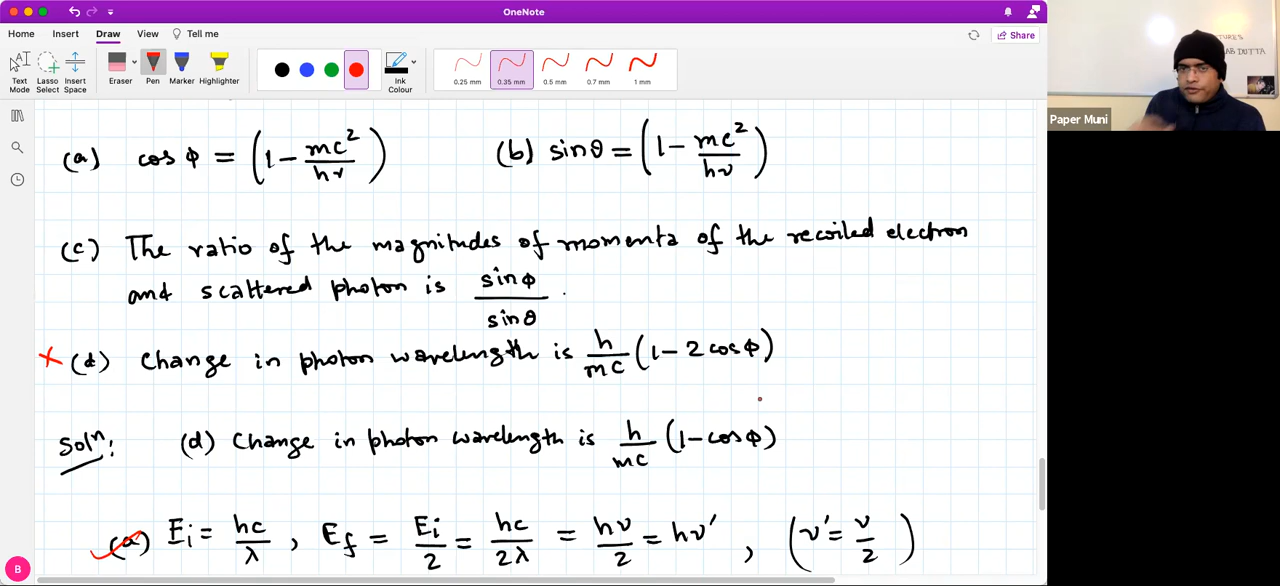 OneNote
Home Insert Draw View Tell me
Share
Text Mode
Lasso Select
Insert Space
Eraser
Pen
Marker
Highlighter
Ink Colour
0.25 mm 0.35 mm 0.5 mm 0.7 mm 1 mm
DUTTA
Paper Muni
(a) cos φ = (1 - mc²/hν) (b) sin θ = (1 - mc²/hν)
(c) The ratio of the magnitudes of momenta of the recoiled electron
and scattered photon is sinφ/sinθ .
× (d) Change in photon wavelength is h/mc (1 - 2 cos φ)
Solⁿ: (d) Change in photon wavelength is h/mc (1 - cos φ)
(a) Ei = hc/λ , Ef = Ei/2 = hc/2λ = hν/2 = hν' , (ν' = ν/2)
B